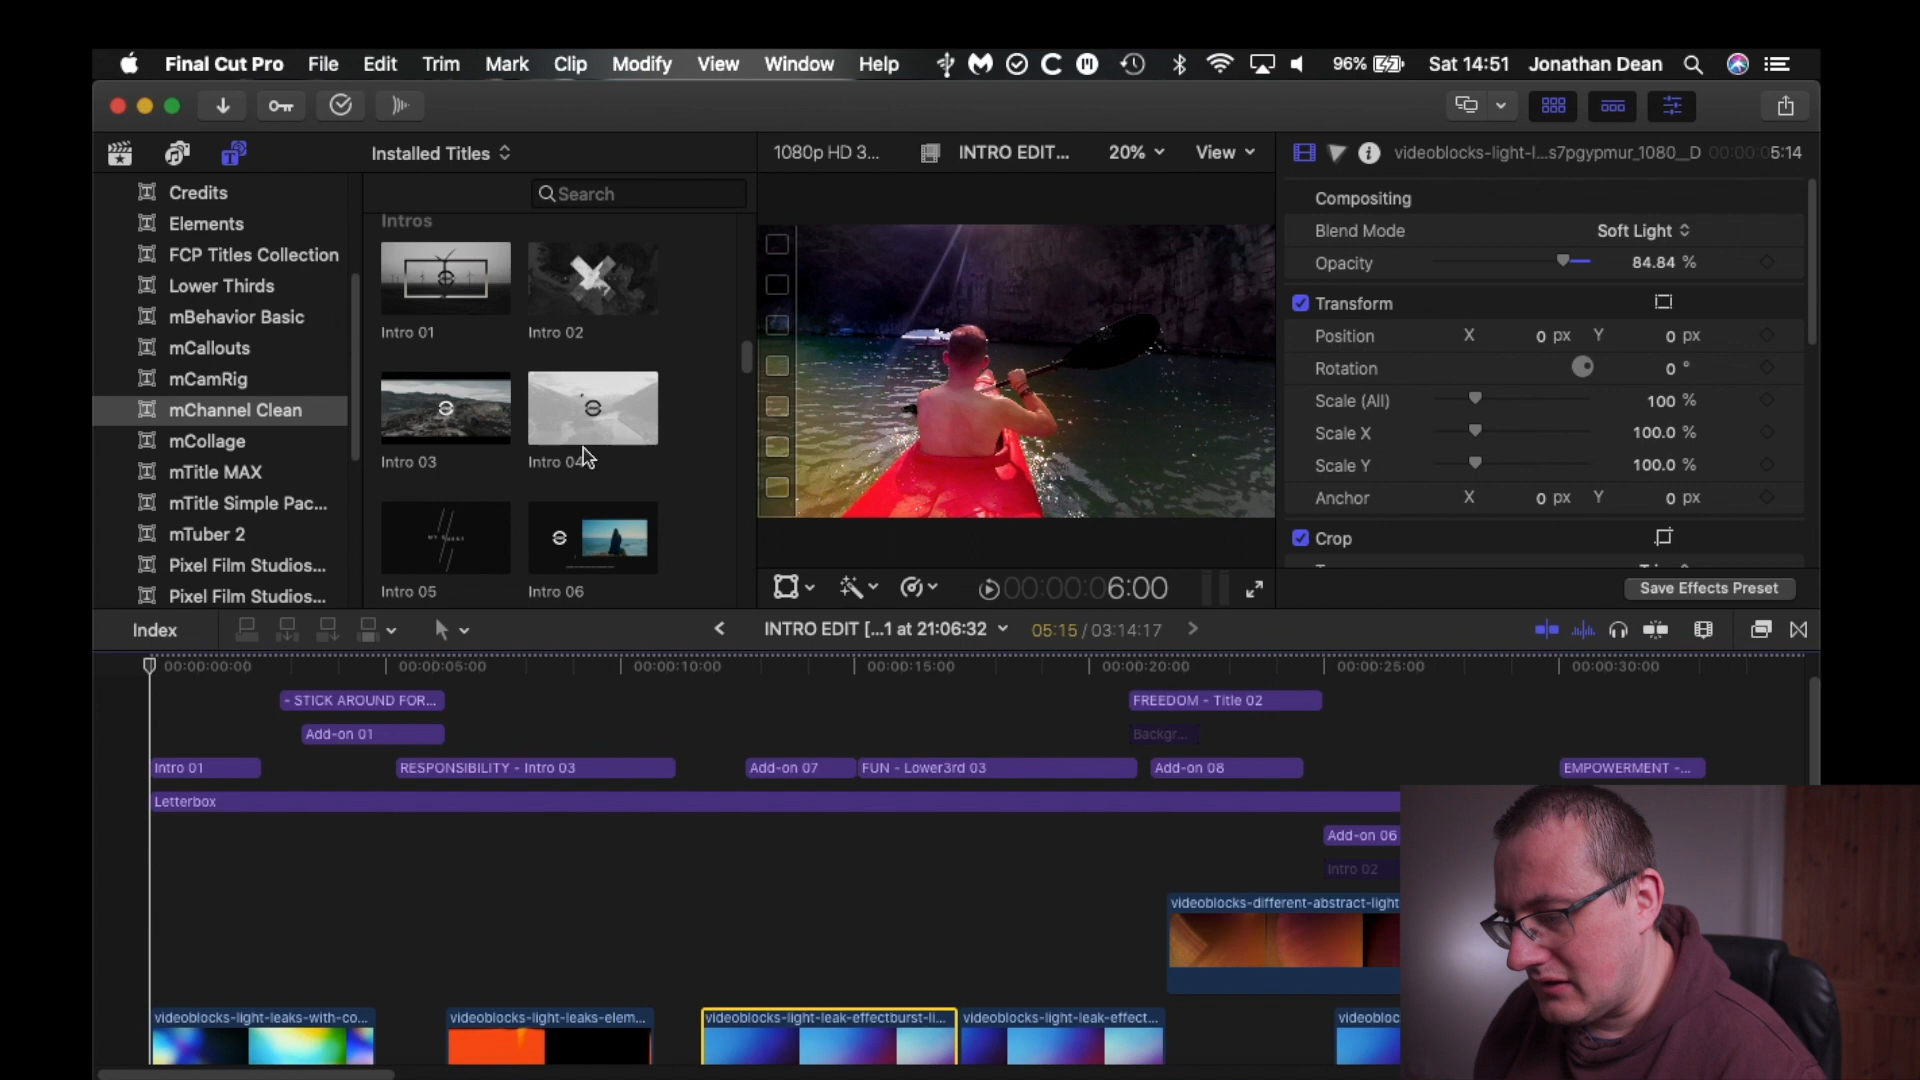 Final Cut Pro File Edit Trim Mark Clip Modify View Window Help 96% Sat 14:51 Jonathan Dean
Installed Titles
1080p HD 3... INTRO EDIT... 20% View
videoblocks-light-l...s7pgypmur_1080__D 00:00:05:14
Credits
Elements
FCP Titles Collection
Lower Thirds
mBehavior Basic
mCallouts
mCamRig
mChannel Clean
mCollage
mTitle MAX
mTitle Simple Pac...
mTuber 2
Pixel Film Studios...
Pixel Film Studios...
Search
Intros
Intro 01
Intro 02
Intro 03
Intro 04
Intro 05
Intro 06
Compositing
Blend Mode Soft Light
Opacity 84.84 %
Transform
Position X 0 px Y 0 px
Rotation 0 °
Scale (All) 100 %
Scale X 100.0 %
Scale Y 100.0 %
Anchor X 0 px Y 0 px
Crop
00:00:06:00
Save Effects Preset
Index
INTRO EDIT [...1 at 21:06:32 05:15 / 03:14:17
00:00:00:00 00:00:05:00 00:00:10:00 00:00:15:00 00:00:20:00 00:00:25:00 00:00:30:00
- STICK AROUND FOR... FREEDOM - Title 02
Add-on 01 Backgr...
Intro 01 RESPONSIBILITY - Intro 03 Add-on 07 FUN - Lower3rd 03 Add-on 08 EMPOWERMENT -...
Letterbox
Add-on 06
Intro 02
videoblocks-different-abstract-light
videoblocks-light-leaks-with-co... videoblocks-light-leaks-elem... videoblocks-light-leak-effectburst-li... videoblocks-light-leak-effect... videobloc